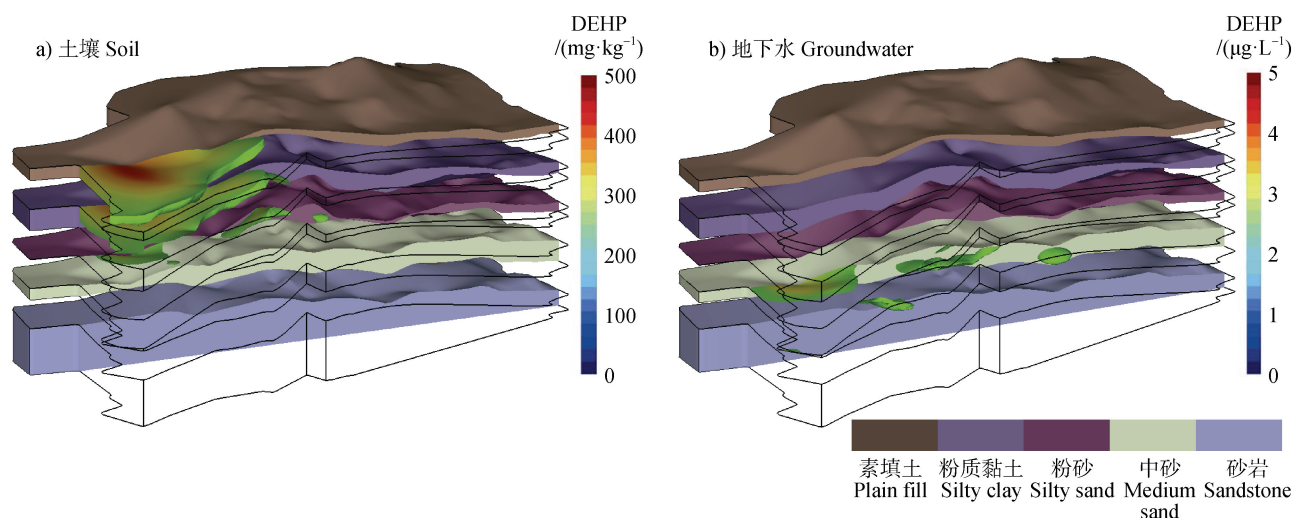 a) 土壤 Soil
DEHP
/(mg·kg⁻¹)
500
400
300
200
100
0
b) 地下水 Groundwater
DEHP
/(μg·L⁻¹)
5
4
3
2
1
0
素填土
Plain fill
粉质黏土
Silty clay
粉砂
Silty sand
中砂
Medium
sand
砂岩
Sandstone